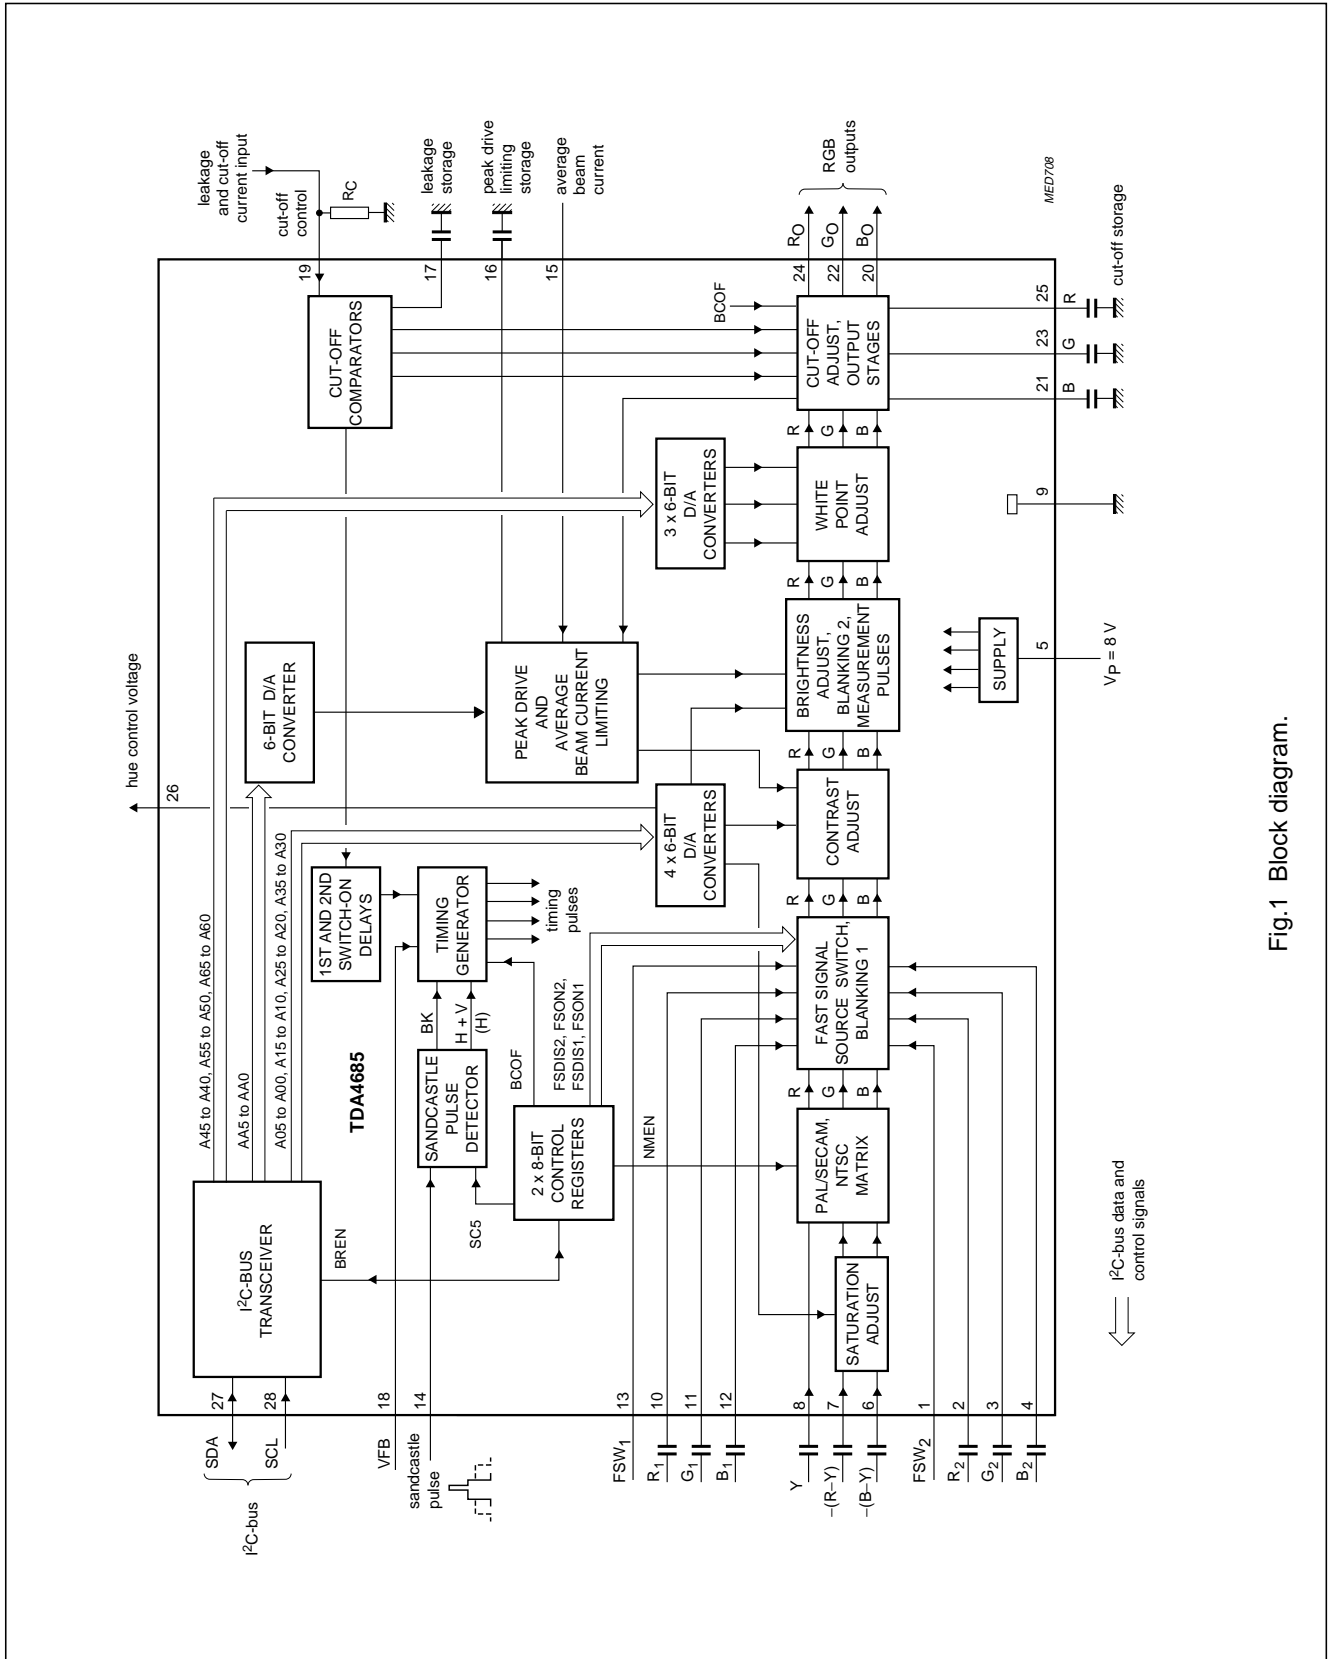 I²C-bus
SDA
SCL
27
28
I²C-BUS
TRANSCEIVER
A45 to A40, A55 to A50, A65 to A60
AA5 to AA0
A05 to A00, A15 to A10, A25 to A20, A35 to A30
BREN
TDA4685
hue control voltage
26
6-BIT D/A
CONVERTER
1ST AND 2ND
SWITCH-ON
DELAYS
CUT-OFF
COMPARATORS
19
cut-off
control
leakage
and cut-off
current input
RC
17
leakage
storage
16
peak drive
limiting
storage
15
average
beam
current
VFB
18
sandcastle
pulse
14
SANDCASTLE
PULSE
DETECTOR
BK
H + V
(H)
TIMING
GENERATOR
timing
pulses
SC5
2 x 8-BIT
CONTROL
REGISTERS
BCOF
FSDIS2, FSON2,
FSDIS1, FSON1
NMEN
PEAK DRIVE
AND
AVERAGE
BEAM CURRENT
LIMITING
4 x 6-BIT
D/A
CONVERTERS
3 x 6-BIT
D/A
CONVERTERS
BCOF
FSW1
13
R1
10
G1
11
B1
12
Y
8
−(R−Y)
7
−(B−Y)
6
SATURATION
ADJUST
PAL/SECAM,
NTSC
MATRIX
R
G
B
FAST SIGNAL
SOURCE SWITCH,
BLANKING 1
R
G
B
CONTRAST
ADJUST
R
G
B
BRIGHTNESS
ADJUST,
BLANKING 2,
MEASUREMENT
PULSES
R
G
B
WHITE
POINT
ADJUST
R
G
B
CUT-OFF
ADJUST,
OUTPUT
STAGES
24
RO
22
GO
20
BO
RGB
outputs
FSW2
1
R2
2
G2
3
B2
4
SUPPLY
5
VP = 8 V
9
21
B
23
G
25
R
cut-off storage
I²C-bus data and
control signals
MED708
Fig.1 Block diagram.